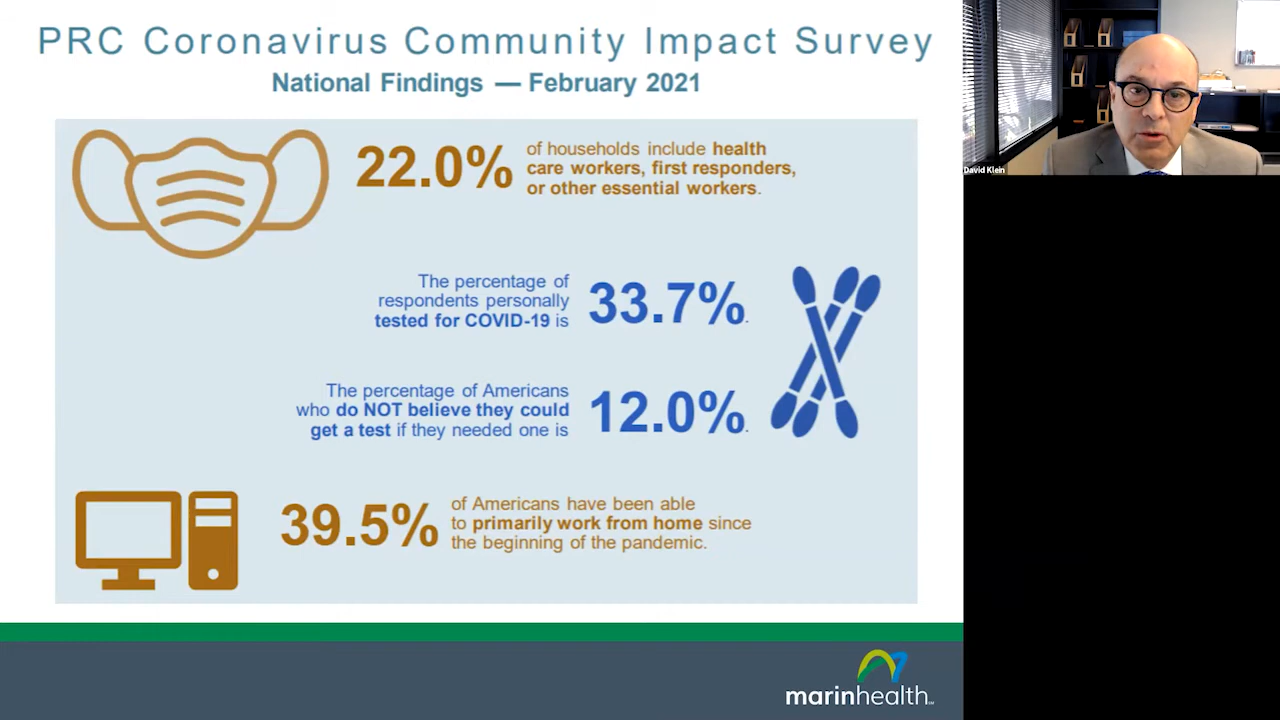 PRC Coronavirus Community Impact Survey
National Findings — February 2021
22.0%
of households include health
care workers, first responders,
or other essential workers.
The percentage of
respondents personally
tested for COVID-19 is
33.7%.
The percentage of Americans
who do NOT believe they could
get a test if they needed one is
12.0%.
39.5%
of Americans have been able
to primarily work from home since
the beginning of the pandemic.
marinhealth℠
David Klein